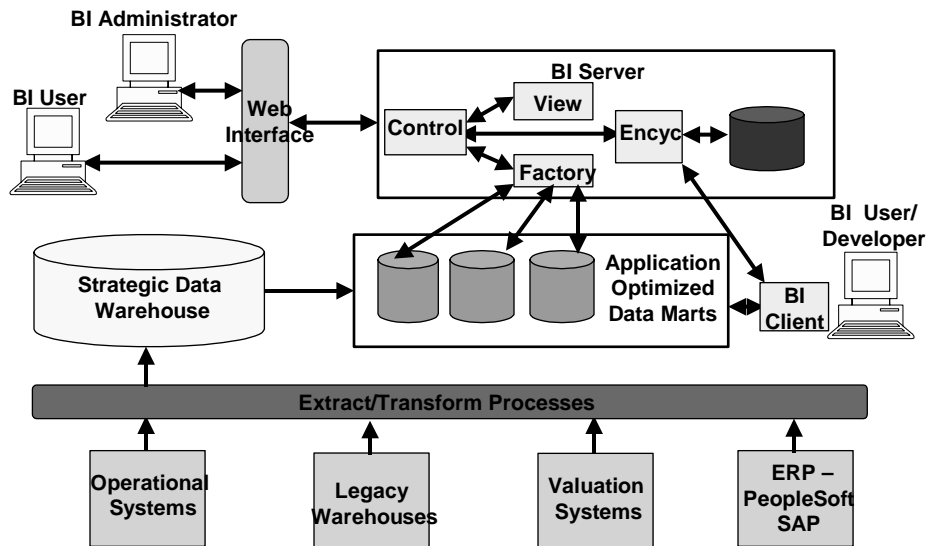 BI Administrator
BI User
Web
Interface
BI Server
View
Control
Encyc
Factory
BI User/
Developer
Strategic Data
Warehouse
Application
Optimized
Data Marts
BI
Client
Extract/Transform Processes
Operational
Systems
Legacy
Warehouses
Valuation
Systems
ERP –
PeopleSoft
SAP